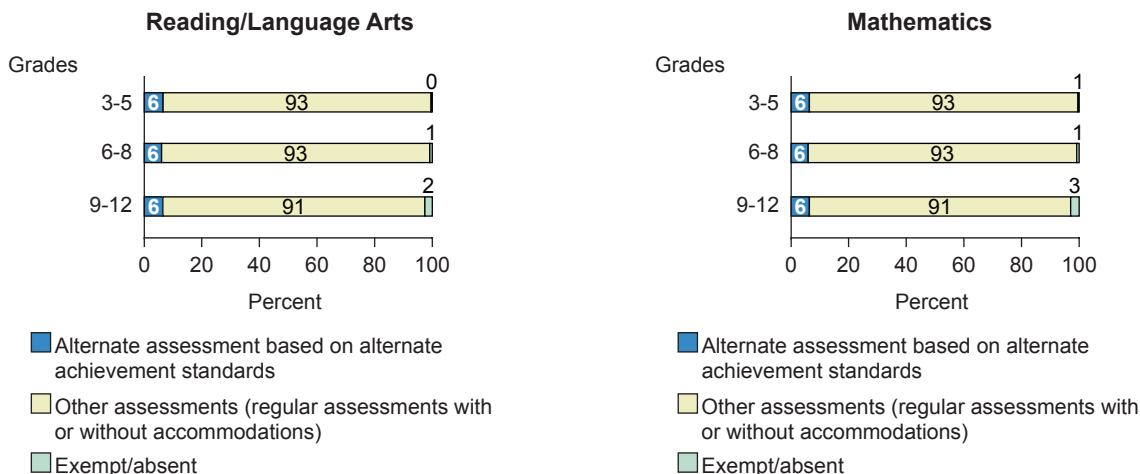 Reading/Language Arts
Grades
0
3-5
6
93
1
6-8
6
93
2
9-12
6
91
0
20
40
60
80
100
Percent
Alternate assessment based on alternate
achievement standards
Other assessments (regular assessments with
or without accommodations)
Exempt/absent
Mathematics
Grades
1
3-5
6
93
1
6-8
6
93
3
9-12
6
91
0
20
40
60
80
100
Percent
Alternate assessment based on alternate
achievement standards
Other assessments (regular assessments with
or without accommodations)
Exempt/absent